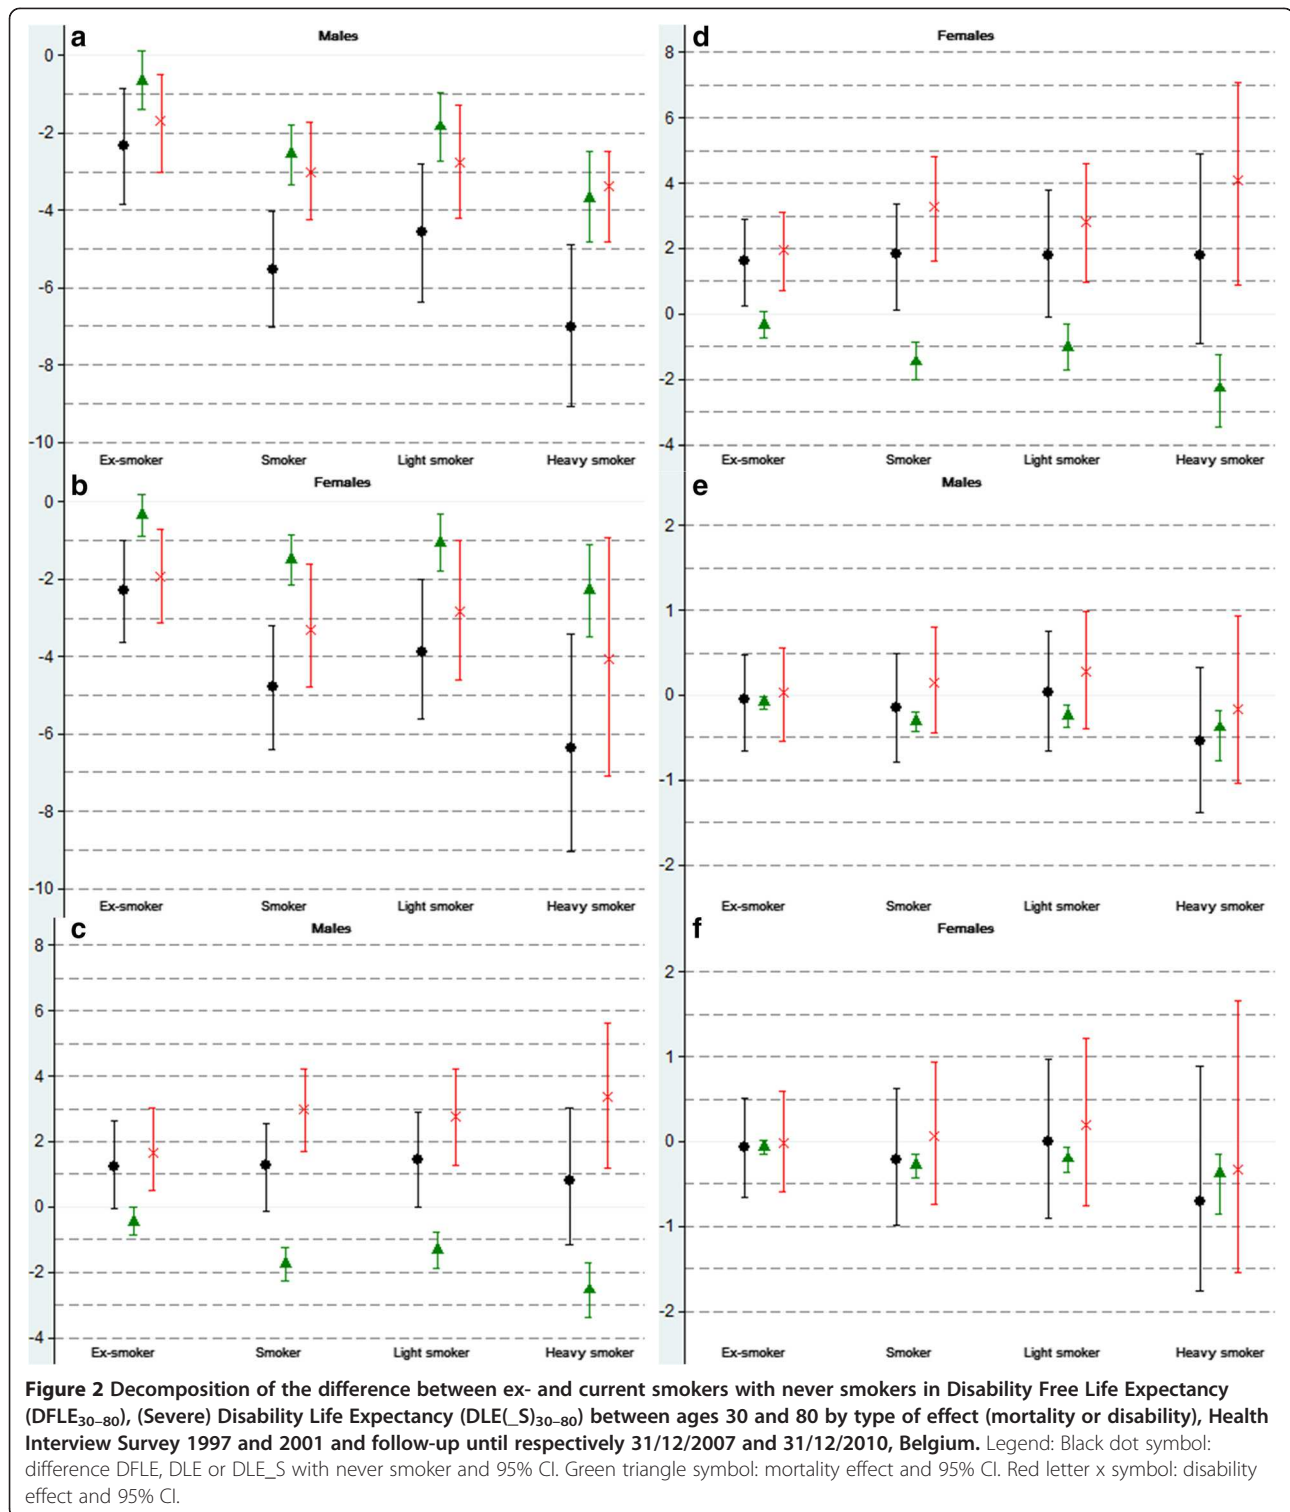 a
Males
0
-2
-4
-6
-8
-10
Ex-smoker Smoker Light smoker Heavy smoker
b
Females
0
-2
-4
-6
-8
-10
Ex-smoker Smoker Light smoker Heavy smoker
c
Males
8
6
4
2
0
-2
-4
Ex-smoker Smoker Light smoker Heavy smoker
d
Females
8
6
4
2
0
-2
-4
Ex-smoker Smoker Light smoker Heavy smoker
e
Males
2
1
0
-1
-2
Ex-smoker Smoker Light smoker Heavy smoker
f
Females
2
1
0
-1
-2
Ex-smoker Smoker Light smoker Heavy smoker
Figure 2 Decomposition of the difference between ex- and current smokers with never smokers in Disability Free Life Expectancy
(DFLE30–80), (Severe) Disability Life Expectancy (DLE(_S)30–80) between ages 30 and 80 by type of effect (mortality or disability), Health
Interview Survey 1997 and 2001 and follow-up until respectively 31/12/2007 and 31/12/2010, Belgium. Legend: Black dot symbol:
difference DFLE, DLE or DLE_S with never smoker and 95% CI. Green triangle symbol: mortality effect and 95% CI. Red letter x symbol: disability
effect and 95% CI.